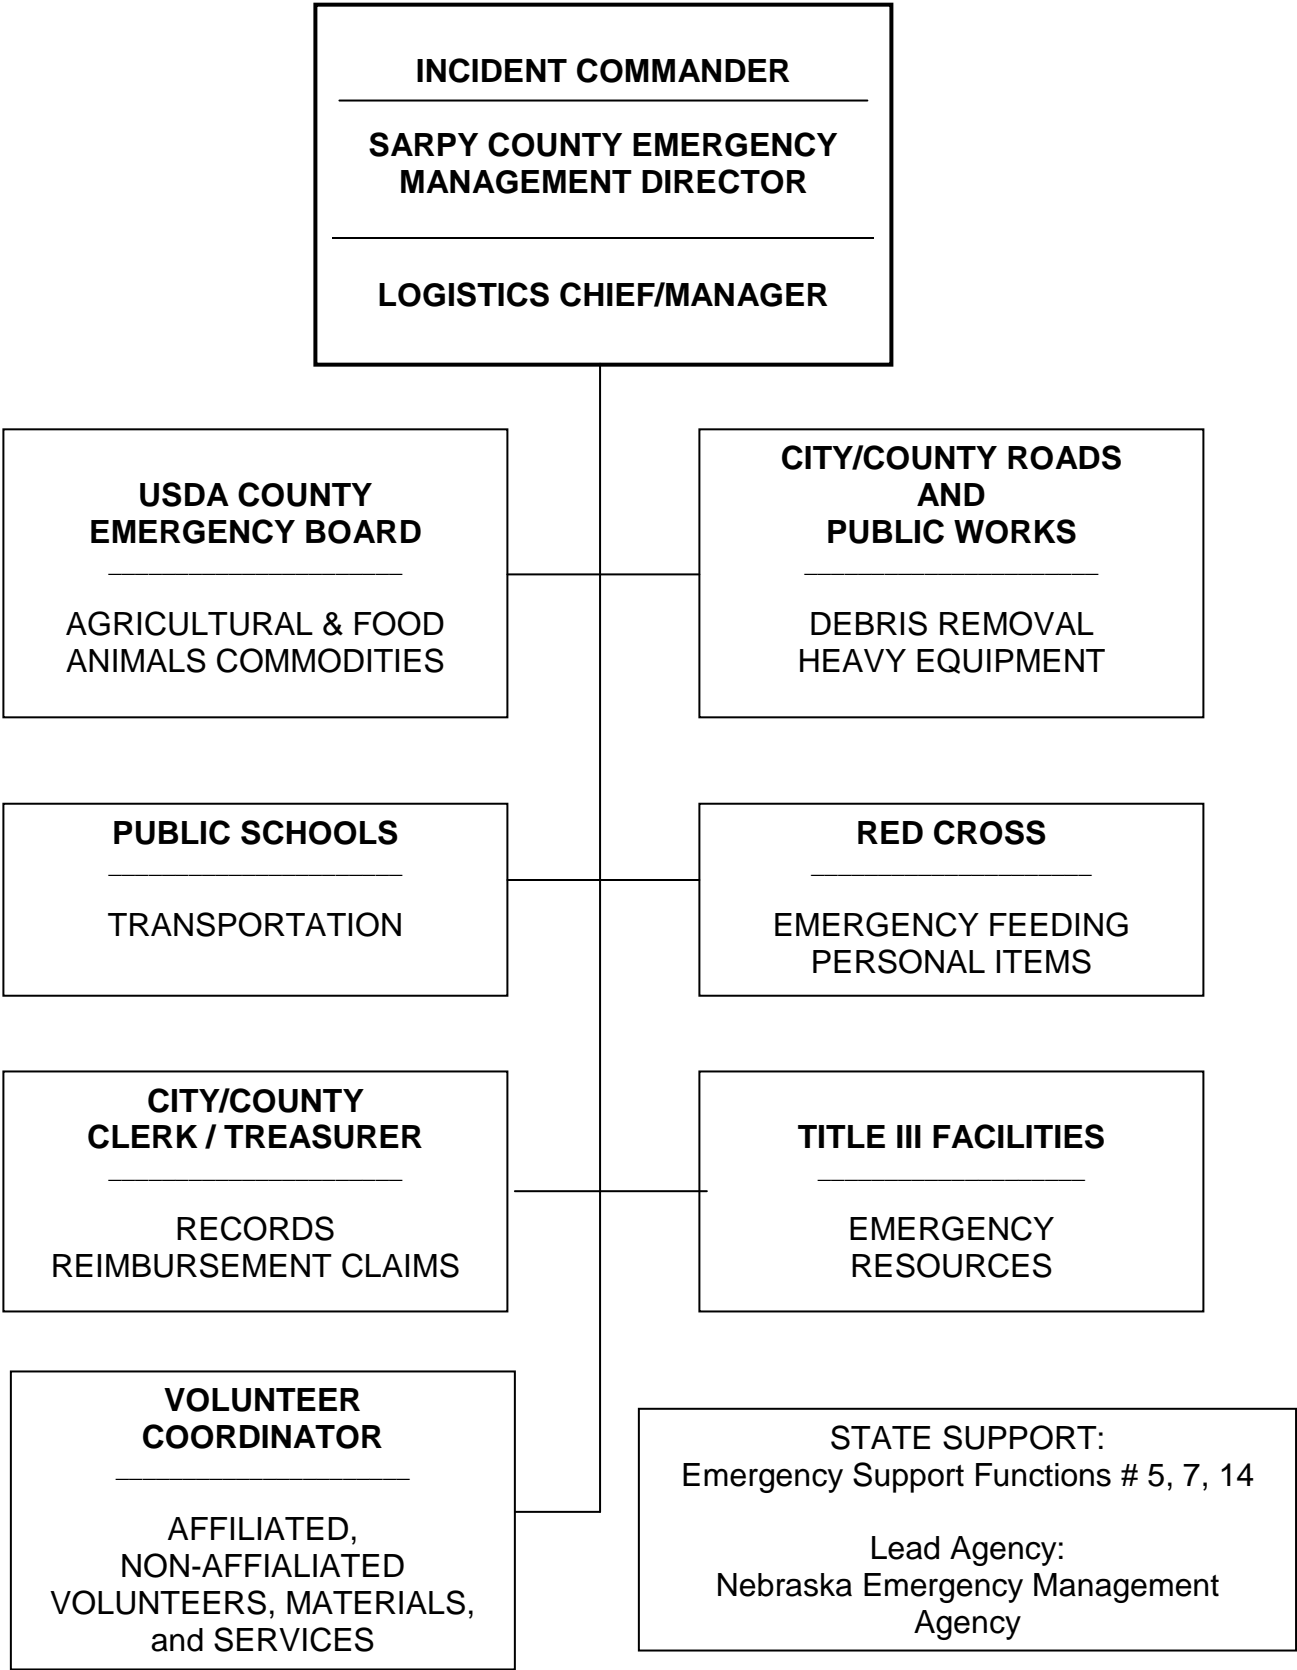 INCIDENT COMMANDER
SARPY COUNTY EMERGENCY
MANAGEMENT DIRECTOR
LOGISTICS CHIEF/MANAGER
USDA COUNTY
EMERGENCY BOARD
AGRICULTURAL & FOOD
ANIMALS COMMODITIES
CITY/COUNTY ROADS
AND
PUBLIC WORKS
DEBRIS REMOVAL
HEAVY EQUIPMENT
PUBLIC SCHOOLS
TRANSPORTATION
RED CROSS
EMERGENCY FEEDING
PERSONAL ITEMS
CITY/COUNTY
CLERK / TREASURER
RECORDS
REIMBURSEMENT CLAIMS
TITLE III FACILITIES
EMERGENCY
RESOURCES
VOLUNTEER
COORDINATOR
AFFILIATED,
NON-AFFIALIATED
VOLUNTEERS, MATERIALS,
and SERVICES
STATE SUPPORT:
Emergency Support Functions # 5, 7, 14
Lead Agency:
Nebraska Emergency Management
Agency